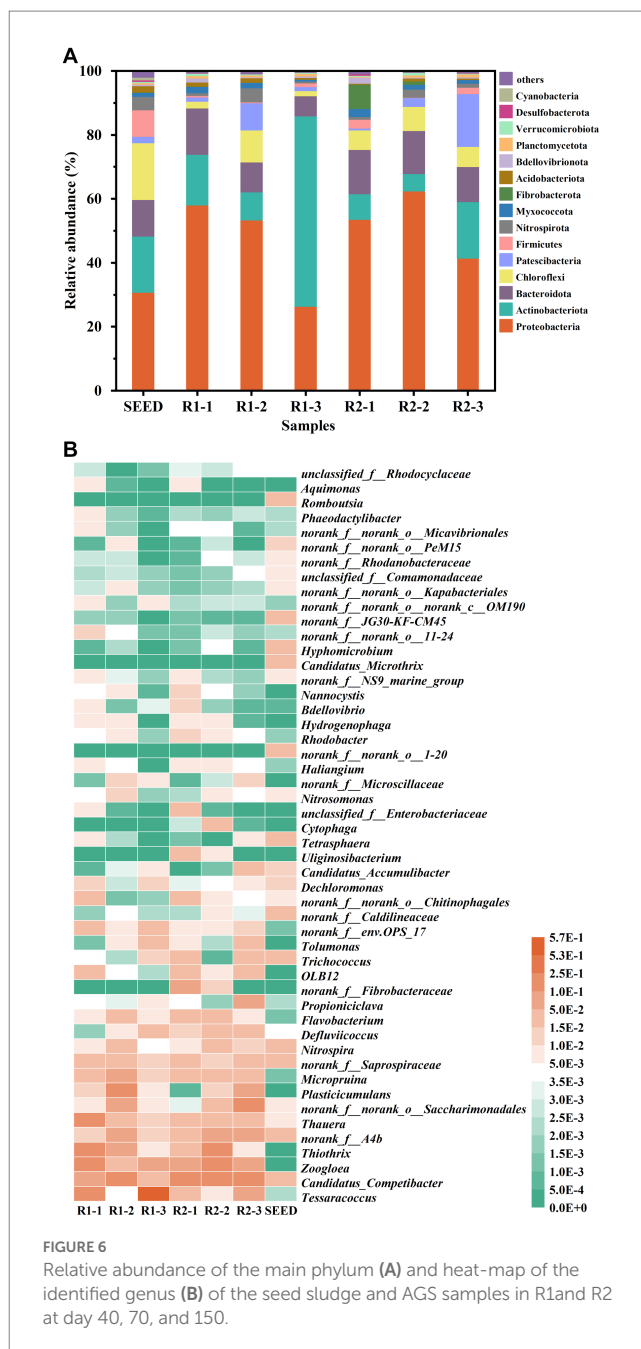 A
100
80
60
40
20
0
Relative abundance (%)
SEED R1-1 R1-2 R1-3 R2-1 R2-2 R2-3
Samples
others
Cyanobacteria
Desulfobacterota
Verrucomicrobiota
Planctomycetota
Bdellovibrionota
Acidobacteriota
Fibrobacterota
Myxococcota
Nitrospirota
Firmicutes
Patescibacteria
Chloroflexi
Bacteroidota
Actinobacteriota
Proteobacteria
B
unclassified_f__Rhodocyclaceae
Aquimonas
Romboutsia
Phaeodactylibacter
norank_f__norank_o__Micavibrionales
norank_f__norank_o__PeM15
norank_f__Rhodanobacteraceae
unclassified_f__Comamonadaceae
norank_f__norank_o__Kapabacteriales
norank_f__norank_o__norank_c__OM190
norank_f__JG30-KF-CM45
norank_f__norank_o__11-24
Hyphomicrobium
Candidatus_Microthrix
norank_f__NS9_marine_group
Nannocystis
Bdellovibrio
Hydrogenophaga
Rhodobacter
norank_f__norank_o__1-20
Haliangium
norank_f__Microscillaceae
Nitrosomonas
unclassified_f__Enterobacteriaceae
Cytophaga
Tetrasphaera
Uliginosibacterium
Candidatus_Accumulibacter
Dechloromonas
norank_f__norank_o__Chitinophagales
norank_f__Caldilineaceae
norank_f__env.OPS_17
Tolumonas
Trichococcus
OLB12
norank_f__Fibrobacteraceae
Propioniciclava
Flavobacterium
Defluviicoccus
Nitrospira
norank_f__Saprospiraceae
Micropruina
Plasticicumulans
norank_f__norank_o__Saccharimonadales
Thauera
norank_f__A4b
Thiothrix
Zoogloea
Candidatus_Competibacter
Tessaracoccus
R1-1 R1-2 R1-3 R2-1 R2-2 R2-3 SEED
5.7E-1
5.3E-1
2.5E-1
1.0E-1
5.0E-2
1.5E-2
1.0E-2
5.0E-3
3.5E-3
3.0E-3
2.5E-3
2.0E-3
1.5E-3
1.0E-3
5.0E-4
0.0E+0
FIGURE 6
Relative abundance of the main phylum (A) and heat-map of the
identified genus (B) of the seed sludge and AGS samples in R1and R2
at day 40, 70, and 150.